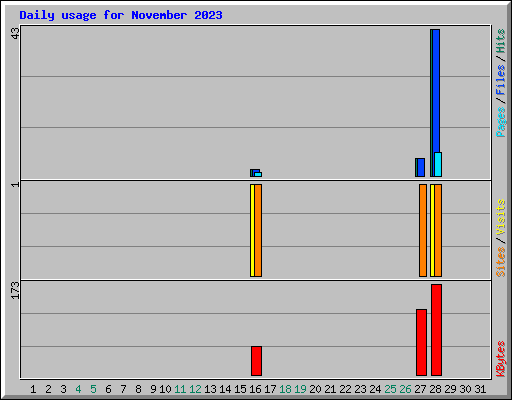 Daily usage for November 2023
43
1
173
Pages / Files / Hits
Sites / Visits
KBytes
1 2 3 4 5 6 7 8 9 10 11 12 13 14 15 16 17 18 19 20 21 22 23 24 25 26 27 28 29 30 31